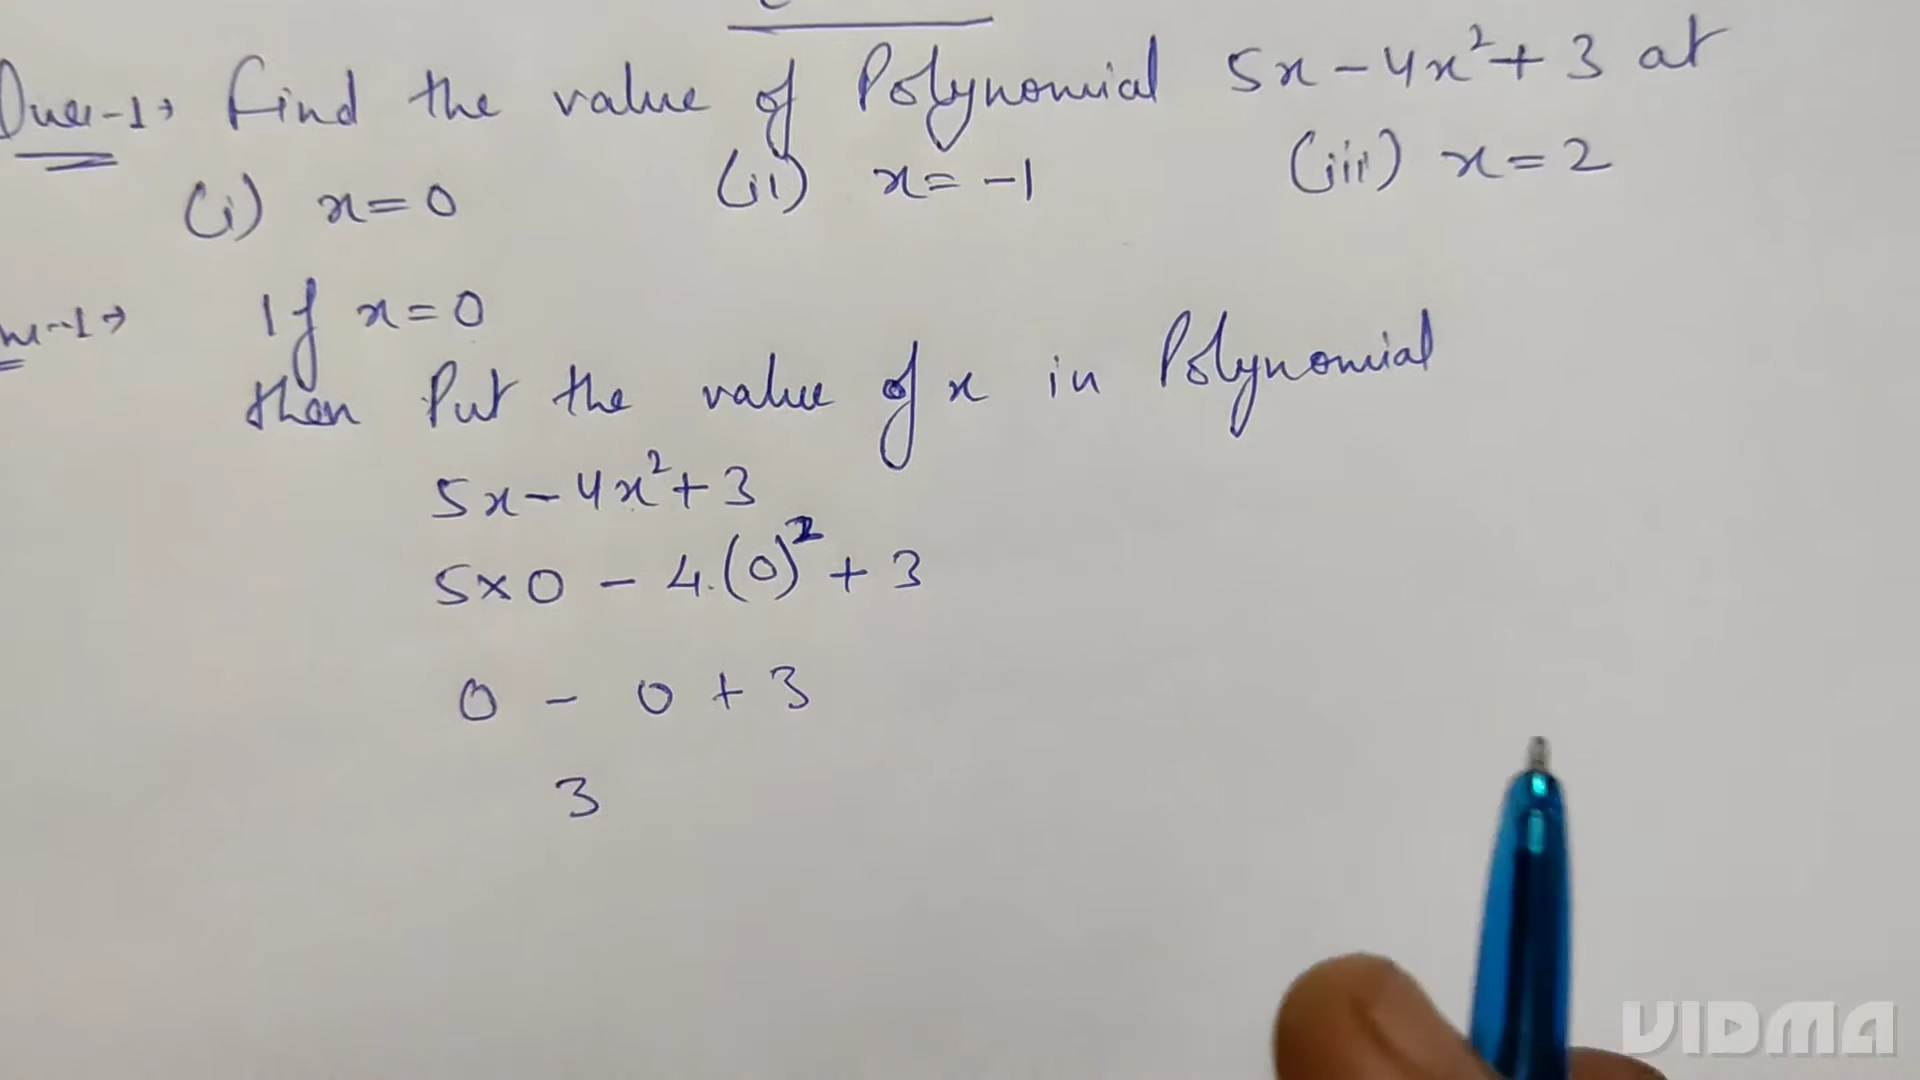 Ques-1→ Find the value of Polynomial 5x - 4x² + 3 at
(i) x = 0 (ii) x = -1 (iii) x = 2
If x = 0
then Put the value of x in Polynomial
5x - 4x² + 3
5×0 - 4.(0)² + 3
0 - 0 + 3
3
VIDMA